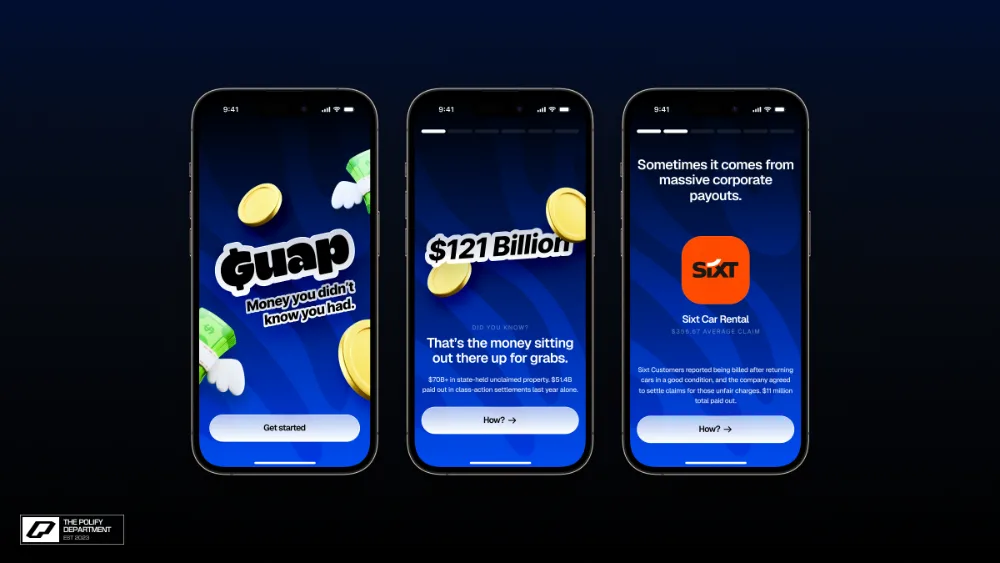 9:41
Guap
Money you didn't
know you had.
Get started
9:41
$121 Billion
DID YOU KNOW?
That's the money sitting
out there up for grabs.
$70B+ in state-held unclaimed property, $51.4B
paid out in class-action settlements last year alone.
How? →
9:41
Sometimes it comes from
massive corporate
payouts.
SiXT
Sixt Car Rental
AVERAGE CLAIM
Sixt Customers reported being billed after returning
cars in a good condition, and the company agreed
to settle claims for those unfair charges, $11 million
total paid out.
How? →
THE POLIFY
DEPARTMENT
EST 2023